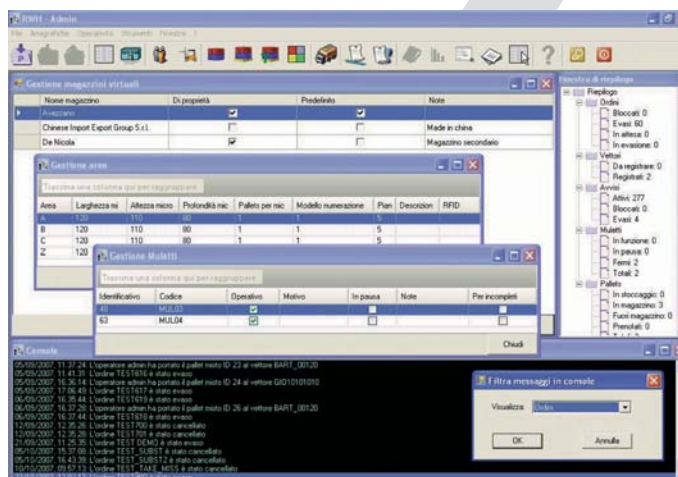 RWH - Admin
File Anagrafiche Operatività Strumenti Finestre ?
Gestione magazzini virtuali
Nome magazzino Di proprietà Predefinito Note
Avezzano
Chinese Import Export Group S.r.l. Made in china
De Nicola Magazzino secondario
Gestione aree
Trascina una colonna qui per raggruppare
Area Larghezza mi Altezza micro Profondità mic Pallets per mic Modello numerazione Pian Descrizion RFID
A 120 110 80 1 1 5
B 120 110 80 1 1 5
C 120
Z 120
Gestione Muletti
Trascina una colonna qui per raggruppare
Identificativo Codice Operativo Motivo In pausa Note Per incompleti
MUL03
63 MUL04
Chiudi
Finestra di riepilogo
Riepilogo
Ordini
Bloccati: 0
Evasi: 60
In attesa: 0
In evasione: 0
Vettori
Da registrare: 0
Registrati: 2
Avvisi
Attivi: 277
Bloccati: 0
Evasi: 4
Muletti
In funzione: 0
In pausa: 0
Fermi: 2
Totali: 2
Pallets
In stoccaggio: 0
In magazzino: 3
Fuori magazzino: 0
Prenotati: 0
Console
05/09/2007, 11.37.24: L'operatore admin ha portato il pallet misto ID 23 al vettore BART_00120
05/09/2007, 11.41.31: L'ordine TEST616 è stato evaso
05/09/2007, 16.36.14: L'operatore admin ha portato il pallet misto ID 24 al vettore GIO10101010
05/09/2007, 17.06.49: L'ordine TEST617 è stato evaso
06/09/2007, 16.35.44: L'ordine TEST619 è stato evaso
06/09/2007, 16.37.28: L'operatore admin ha portato il pallet misto ID 26 al vettore BART_00120
06/09/2007, 16.37.44: L'ordine TEST618 è stato evaso
12/09/2007, 12.35.26: L'ordine TEST700 è stato cancellato
12/09/2007, 12.35.28: L'ordine TEST701 è stato cancellato
21/09/2007, 11.25.35: L'ordine TEST DEMO è stato evaso
05/10/2007, 15.37.08: L'ordine TEST_SUBST è stato cancellato
05/10/2007, 16.43.39: L'ordine TEST_SUBST2 è stato cancellato
10/10/2007, 09.57.13: L'ordine TEST_TAKE_MISS è stato cancellato
Filtra messaggi in console
Visualizza: Ordini
OK Annulla